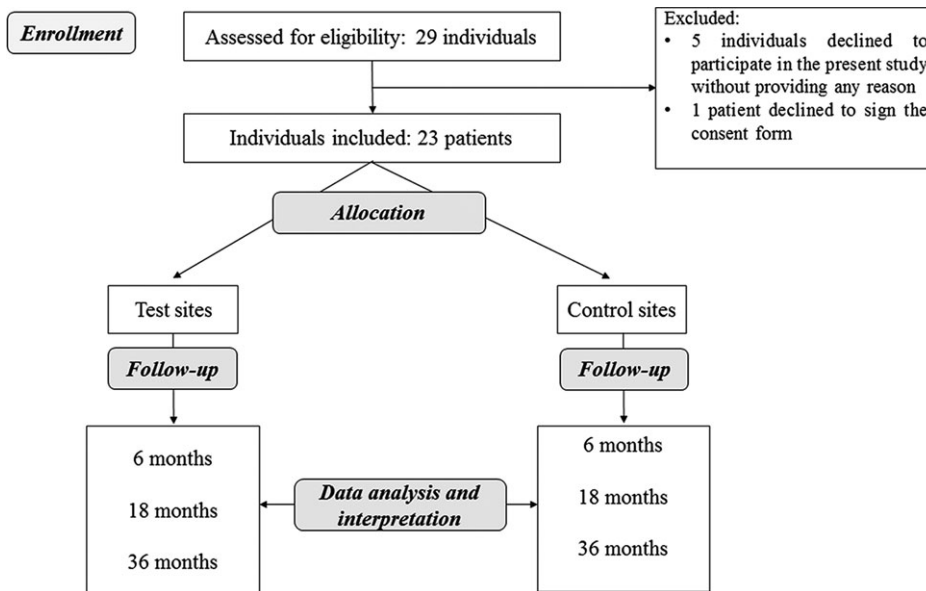 Enrollment
Assessed for eligibility: 29 individuals
Excluded:
• 5 individuals declined to
participate in the present study
without providing any reason
• 1 patient declined to sign the
consent form
Individuals included: 23 patients
Allocation
Test sites
Control sites
Follow-up
Follow-up
6 months
18 months
36 months
Data analysis and
interpretation
6 months
18 months
36 months